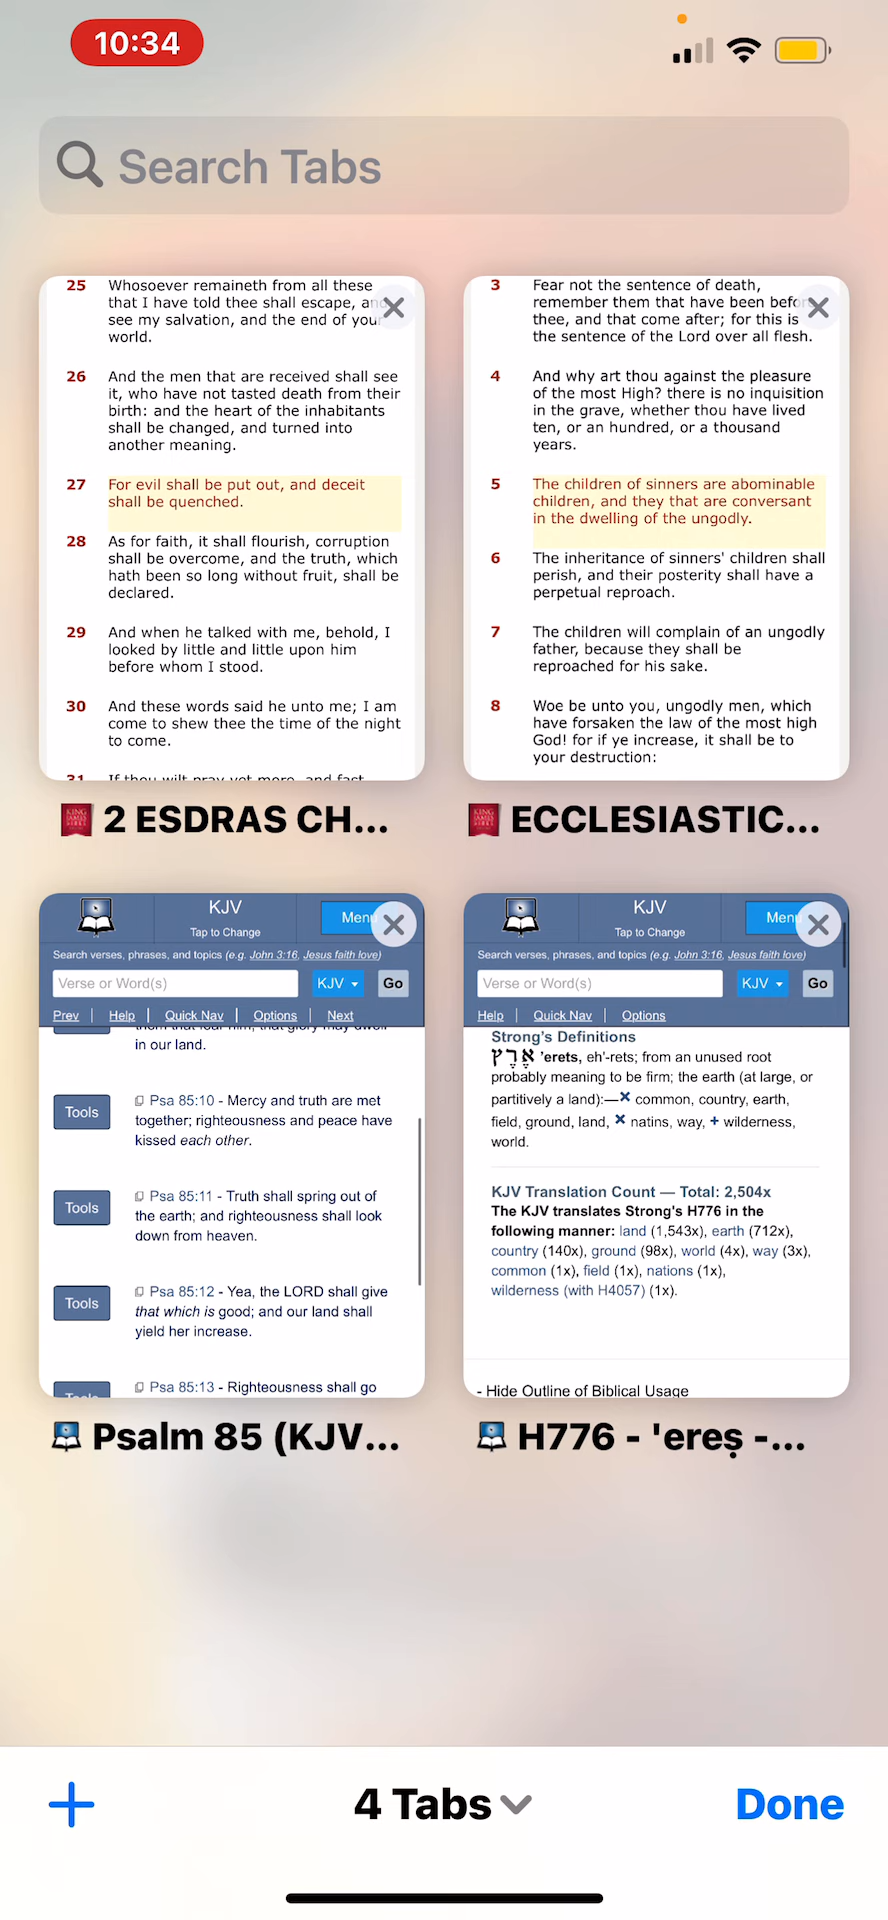 10:34
Search Tabs
25 Whosoever remaineth from all these
that I have told thee shall escape, and
see my salvation, and the end of your
world.
26 And the men that are received shall see
it, who have not tasted death from their
birth: and the heart of the inhabitants
shall be changed, and turned into
another meaning.
27 For evil shall be put out, and deceit
shall be quenched.
28 As for faith, it shall flourish, corruption
shall be overcome, and the truth, which
hath been so long without fruit, shall be
declared.
29 And when he talked with me, behold, I
looked by little and little upon him
before whom I stood.
30 And these words said he unto me; I am
come to shew thee the time of the night
to come.
31 If thou wilt pray yet more, and fast
2 ESDRAS CH...
3 Fear not the sentence of death,
remember them that have been before
thee, and that come after; for this is
the sentence of the Lord over all flesh.
4 And why art thou against the pleasure
of the most High? there is no inquisition
in the grave, whether thou have lived
ten, or an hundred, or a thousand
years.
5 The children of sinners are abominable
children, and they that are conversant
in the dwelling of the ungodly.
6 The inheritance of sinners' children shall
perish, and their posterity shall have a
perpetual reproach.
7 The children will complain of an ungodly
father, because they shall be
reproached for his sake.
8 Woe be unto you, ungodly men, which
have forsaken the law of the most high
God! for if ye increase, it shall be to
your destruction:
ECCLESIASTIC...
KJV
Tap to Change
Menu
Search verses, phrases, and topics (e.g. John 3:16, Jesus faith love)
Verse or Word(s) KJV Go
Prev | Help | Quick Nav | Options | Next
them that fear him; that glory may dwell
in our land.
Tools Psa 85:10 - Mercy and truth are met
together; righteousness and peace have
kissed each other.
Tools Psa 85:11 - Truth shall spring out of
the earth; and righteousness shall look
down from heaven.
Tools Psa 85:12 - Yea, the LORD shall give
that which is good; and our land shall
yield her increase.
Tools Psa 85:13 - Righteousness shall go
Psalm 85 (KJV...
KJV
Tap to Change
Menu
Search verses, phrases, and topics (e.g. John 3:16, Jesus faith love)
Verse or Word(s) KJV Go
Help | Quick Nav | Options
Strong's Definitions
אֶרֶץ 'erets, eh'-rets; from an unused root
probably meaning to be firm; the earth (at large, or
partitively a land):—× common, country, earth,
field, ground, land, × natins, way, + wilderness,
world.
KJV Translation Count — Total: 2,504x
The KJV translates Strong's H776 in the
following manner: land (1,543x), earth (712x),
country (140x), ground (98x), world (4x), way (3x),
common (1x), field (1x), nations (1x),
wilderness (with H4057) (1x).
- Hide Outline of Biblical Usage
H776 - 'ereṣ -...
4 Tabs
Done